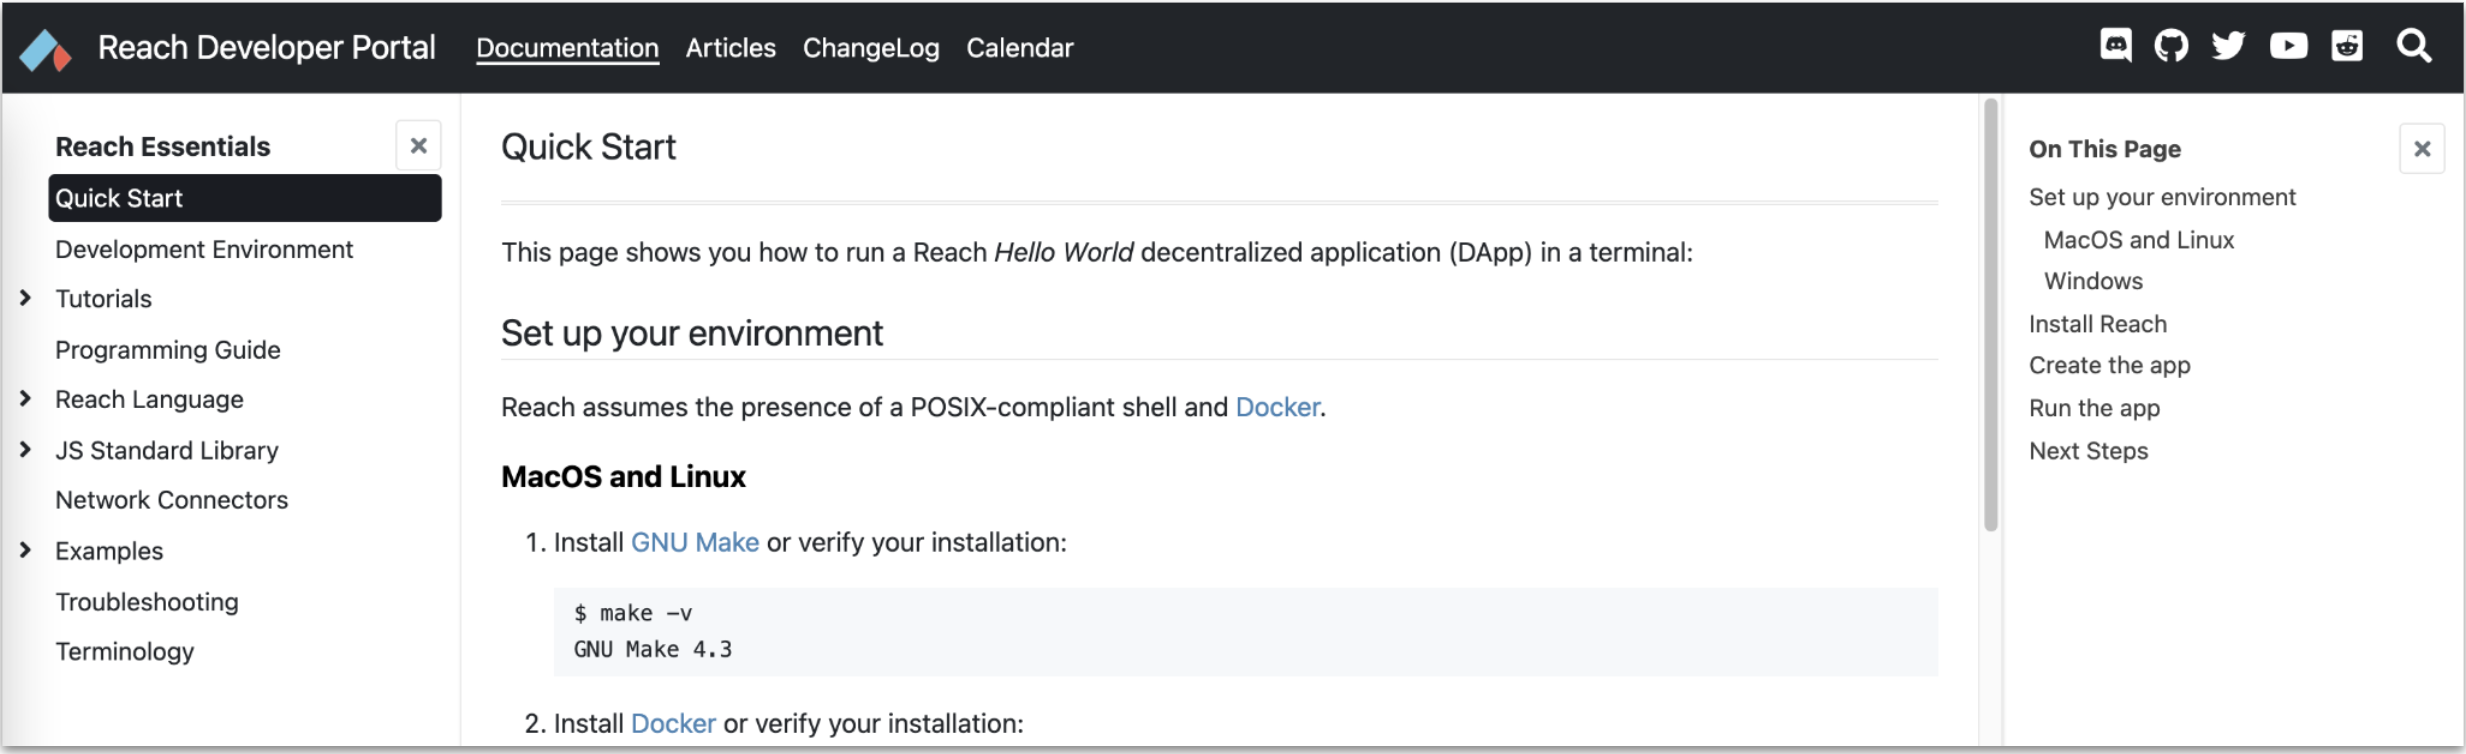 Reach Developer Portal Documentation Articles ChangeLog Calendar
Reach Essentials
Quick Start
Development Environment
Tutorials
Programming Guide
Reach Language
JS Standard Library
Network Connectors
Examples
Troubleshooting
Terminology
Quick Start
This page shows you how to run a Reach Hello World decentralized application (DApp) in a terminal:
Set up your environment
Reach assumes the presence of a POSIX-compliant shell and Docker.
MacOS and Linux
1. Install GNU Make or verify your installation:
$ make -v
GNU Make 4.3
2. Install Docker or verify your installation:
On This Page
Set up your environment
MacOS and Linux
Windows
Install Reach
Create the app
Run the app
Next Steps